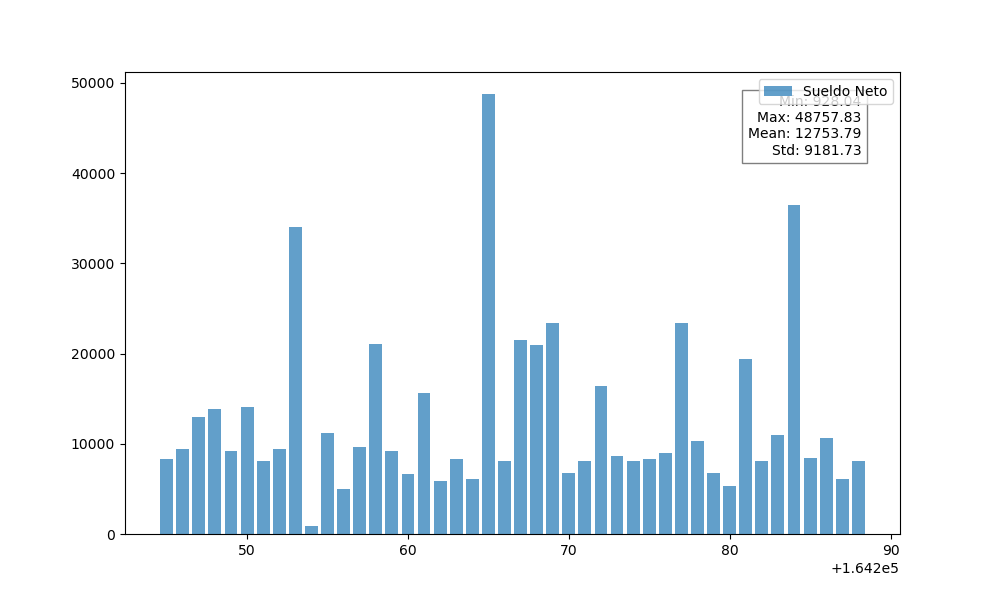 50000
40000
30000
20000
10000
0
50
60
70
80
90
+1.642e5
Sueldo Neto
Min: 928.04
Max: 48757.83
Mean: 12753.79
Std: 9181.73